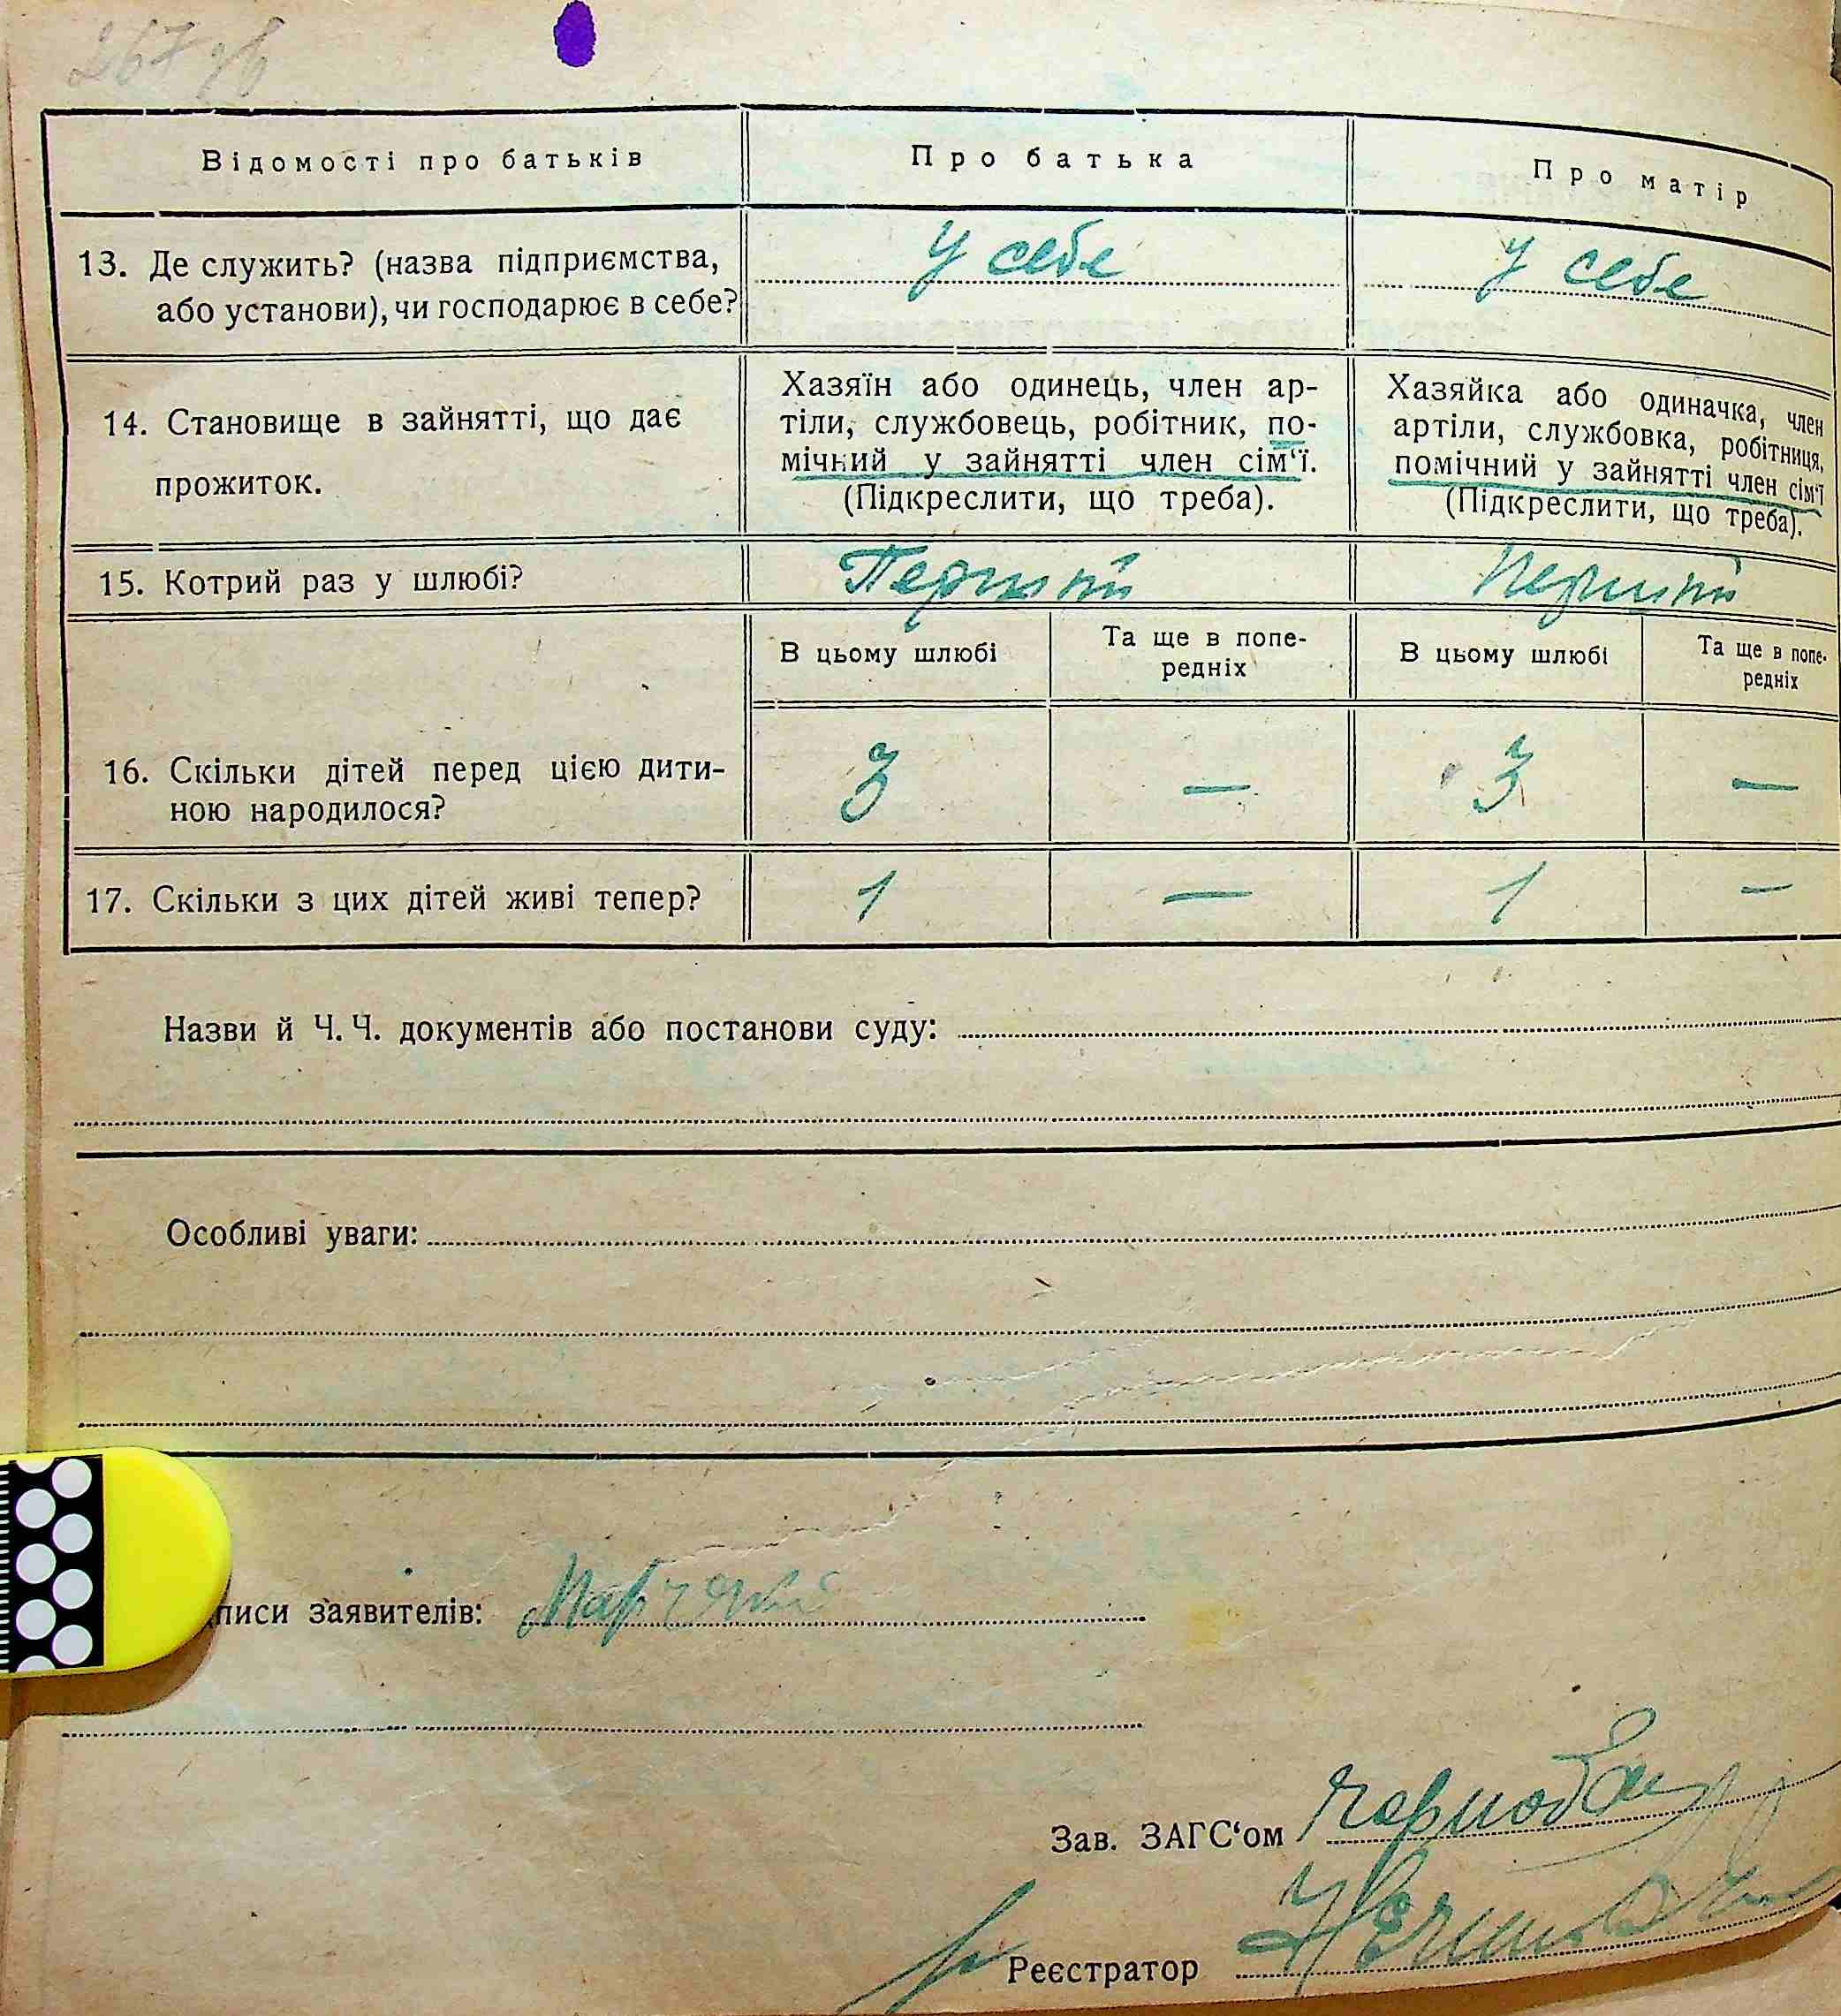 267 зв
Відомості про батьків
Про батька
Про матір
13. Де служить? (назва підприємства,
або установи), чи господарює в себе?
У себе
У себе
14. Становище в зайнятті, що дає
прожиток.
Хазяїн або одинець, член ар-
тіли, службовець, робітник, по-
мічний у зайнятті член сім‘ї.
(Підкреслити, що треба).
Хазяйка або одиначка, член
артіли, службовка, робітниця,
помічний у зайнятті член сім‘ї
(Підкреслити, що треба).
15. Котрий раз у шлюбі?
Перший
Перший
В цьому шлюбі
Та ще в попе-
редніх
В цьому шлюбі
Та ще в попе-
редніх
16. Скільки дітей перед цією дити-
ною народилося?
3
—
3
—
17. Скільки з цих дітей живі тепер?
1
—
1
—
Назви й Ч. Ч. документів або постанови суду:
Особливі уваги:
писи заявителів:
Зав. ЗАГС‘ом
Реєстратор